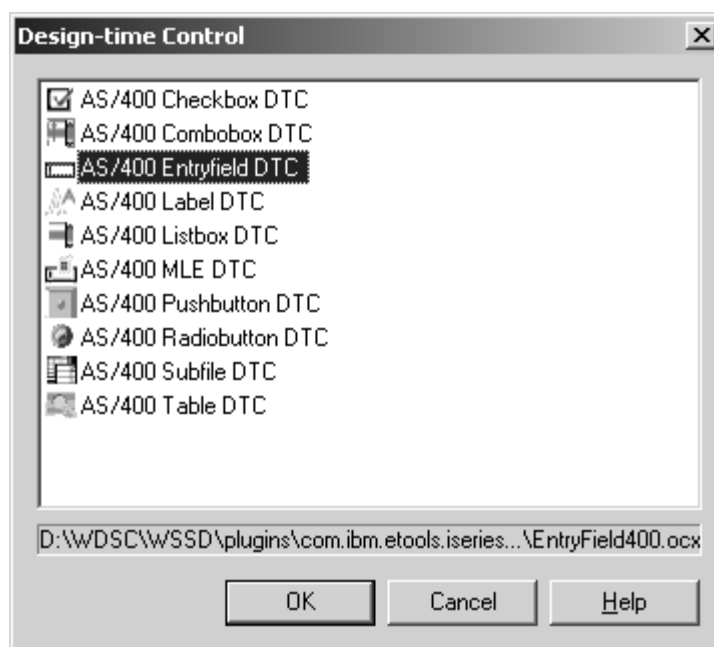 Design-time Control
AS/400 Checkbox DTC
AS/400 Combobox DTC
AS/400 Entryfield DTC
AS/400 Label DTC
AS/400 Listbox DTC
AS/400 MLE DTC
AS/400 Pushbutton DTC
AS/400 Radiobutton DTC
AS/400 Subfile DTC
AS/400 Table DTC
D:\WDSC\WSSD\plugins\com.ibm.etools.iseries...\EntryField400.ocx
OK Cancel Help